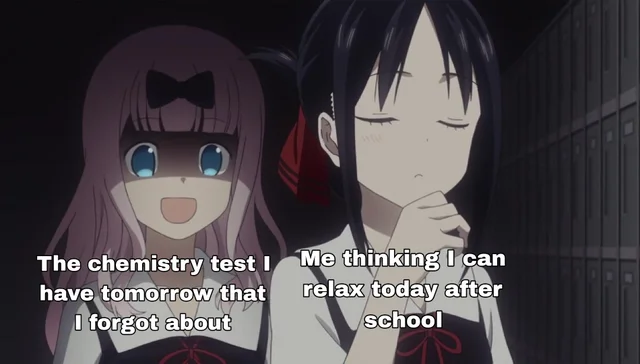 The chemistry test I
have tomorrow that
I forgot about
Me thinking I can
relax today after
school